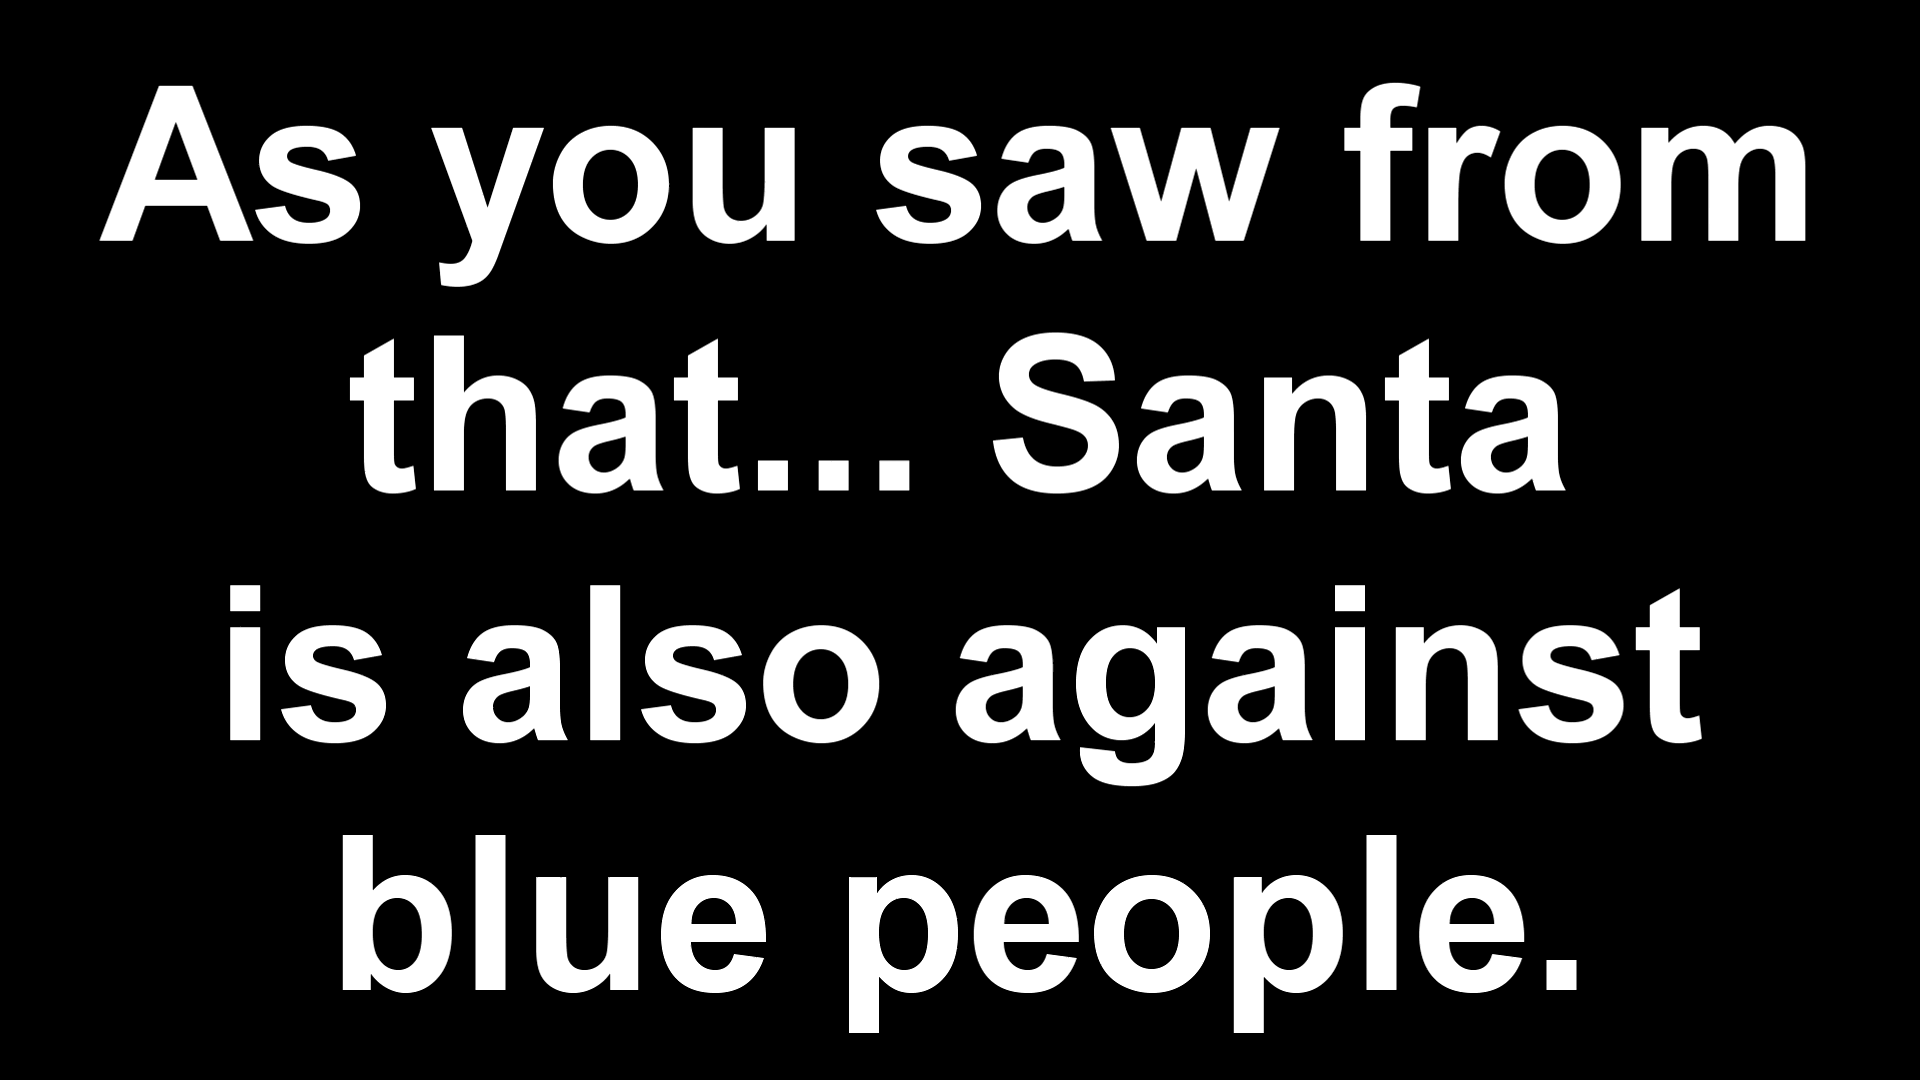 As you saw from
that... Santa
is also against
blue people.